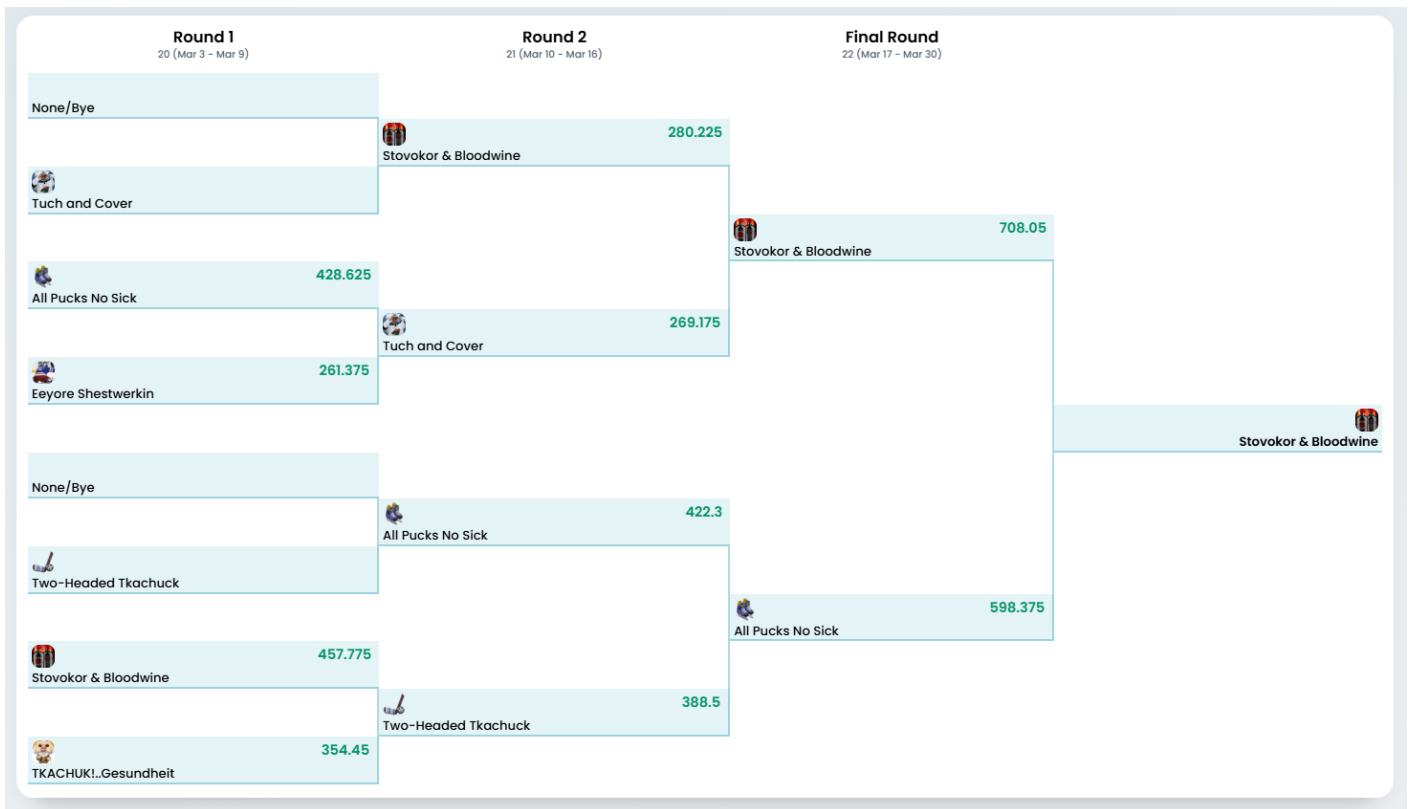 Round 1
20 (Mar 3 - Mar 9)
None/Bye
Tuch and Cover
428.625
All Pucks No Sick
261.375
Eeyore Shestwerkin
None/Bye
Two-Headed Tkachuck
457.775
Stovokor & Bloodwine
354.45
TKACHUK!..Gesundheit
Round 2
21 (Mar 10 - Mar 16)
280.225
Stovokor & Bloodwine
269.175
Tuch and Cover
422.3
All Pucks No Sick
388.5
Two-Headed Tkachuck
Final Round
22 (Mar 17 - Mar 30)
708.05
Stovokor & Bloodwine
598.375
All Pucks No Sick
Stovokor & Bloodwine